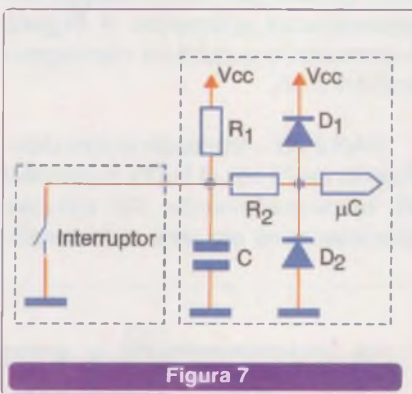 Vcc Vcc
R1 D1
R2 µC
Interruptor
C D2
Figura 7